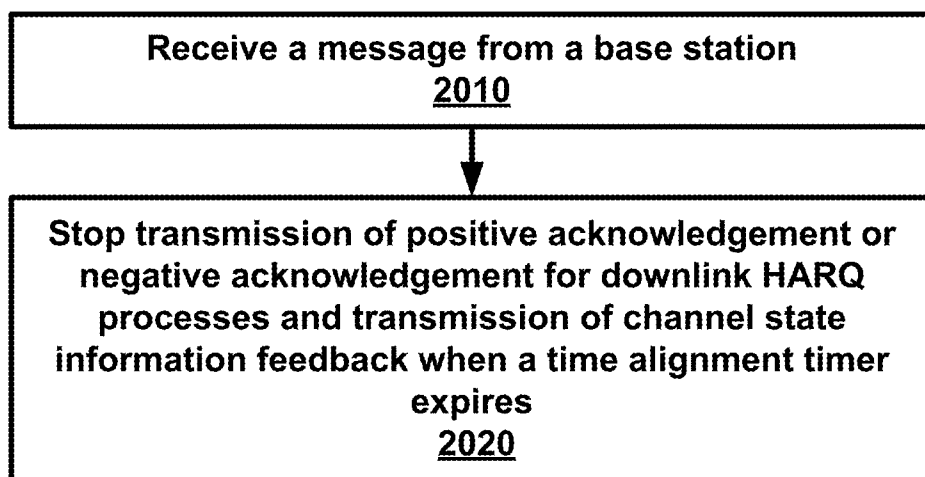 Receive a message from a base station
2010
Stop transmission of positive acknowledgement or
negative acknowledgement for downlink HARQ
processes and transmission of channel state
information feedback when a time alignment timer
expires
2020